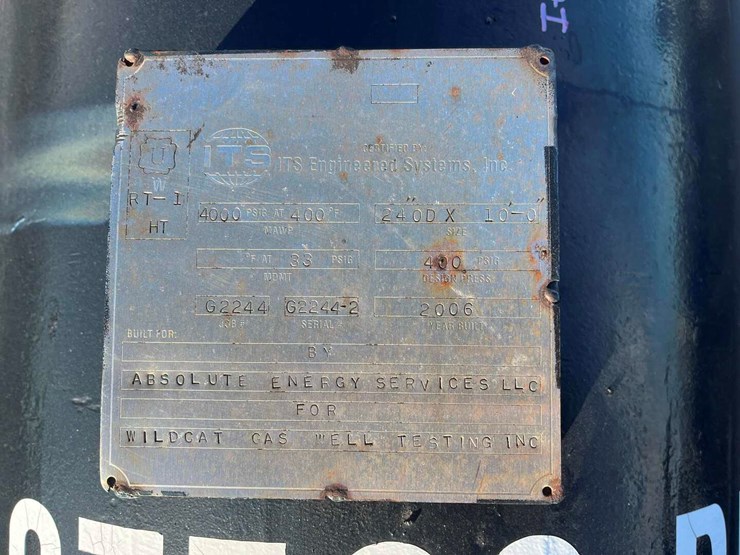 CERTIFIED BY:
ITS
ITS Engineered Systems, Inc
U
W
RT-1
HT
4000 PSIG AT 400 °F
MAWP
24"OD X 10'-0"
SIZE
°F AT PSIG
MDMT
400 PSIG
DESIGN PRESS
G2244
JOB #
G2244-2
SERIAL #
2006
YEAR BUILT
BUILT FOR:
BY
ABSOLUTE ENERGY SERVICES LLC
FOR
WILDCAT GAS WELL TESTING INC